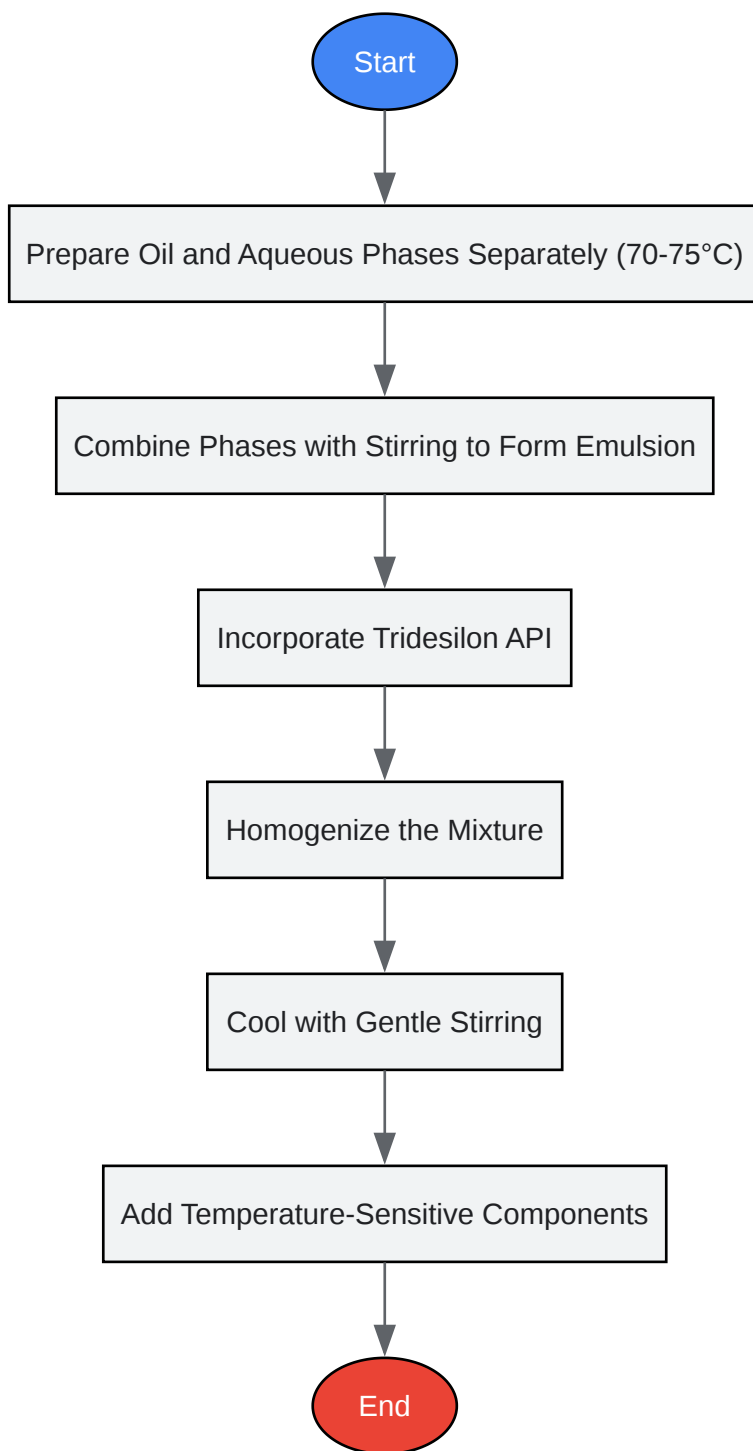 Start
Prepare Oil and Aqueous Phases Separately (70-75°C)
Combine Phases with Stirring to Form Emulsion
Incorporate Tridesilon API
Homogenize the Mixture
Cool with Gentle Stirring
Add Temperature-Sensitive Components
End